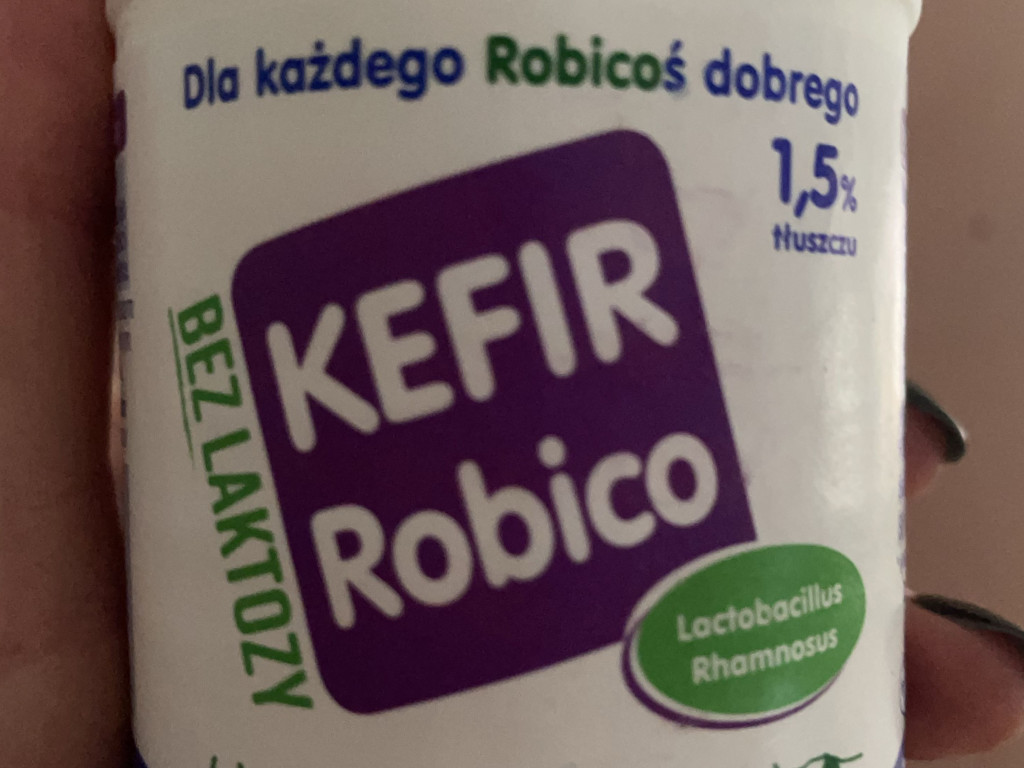 Dla każdego Robicoś dobrego
1,5%
tłuszczu
KEFIR
Robico
BEZ LAKTOZY
Lactobacillus
Rhamnosus